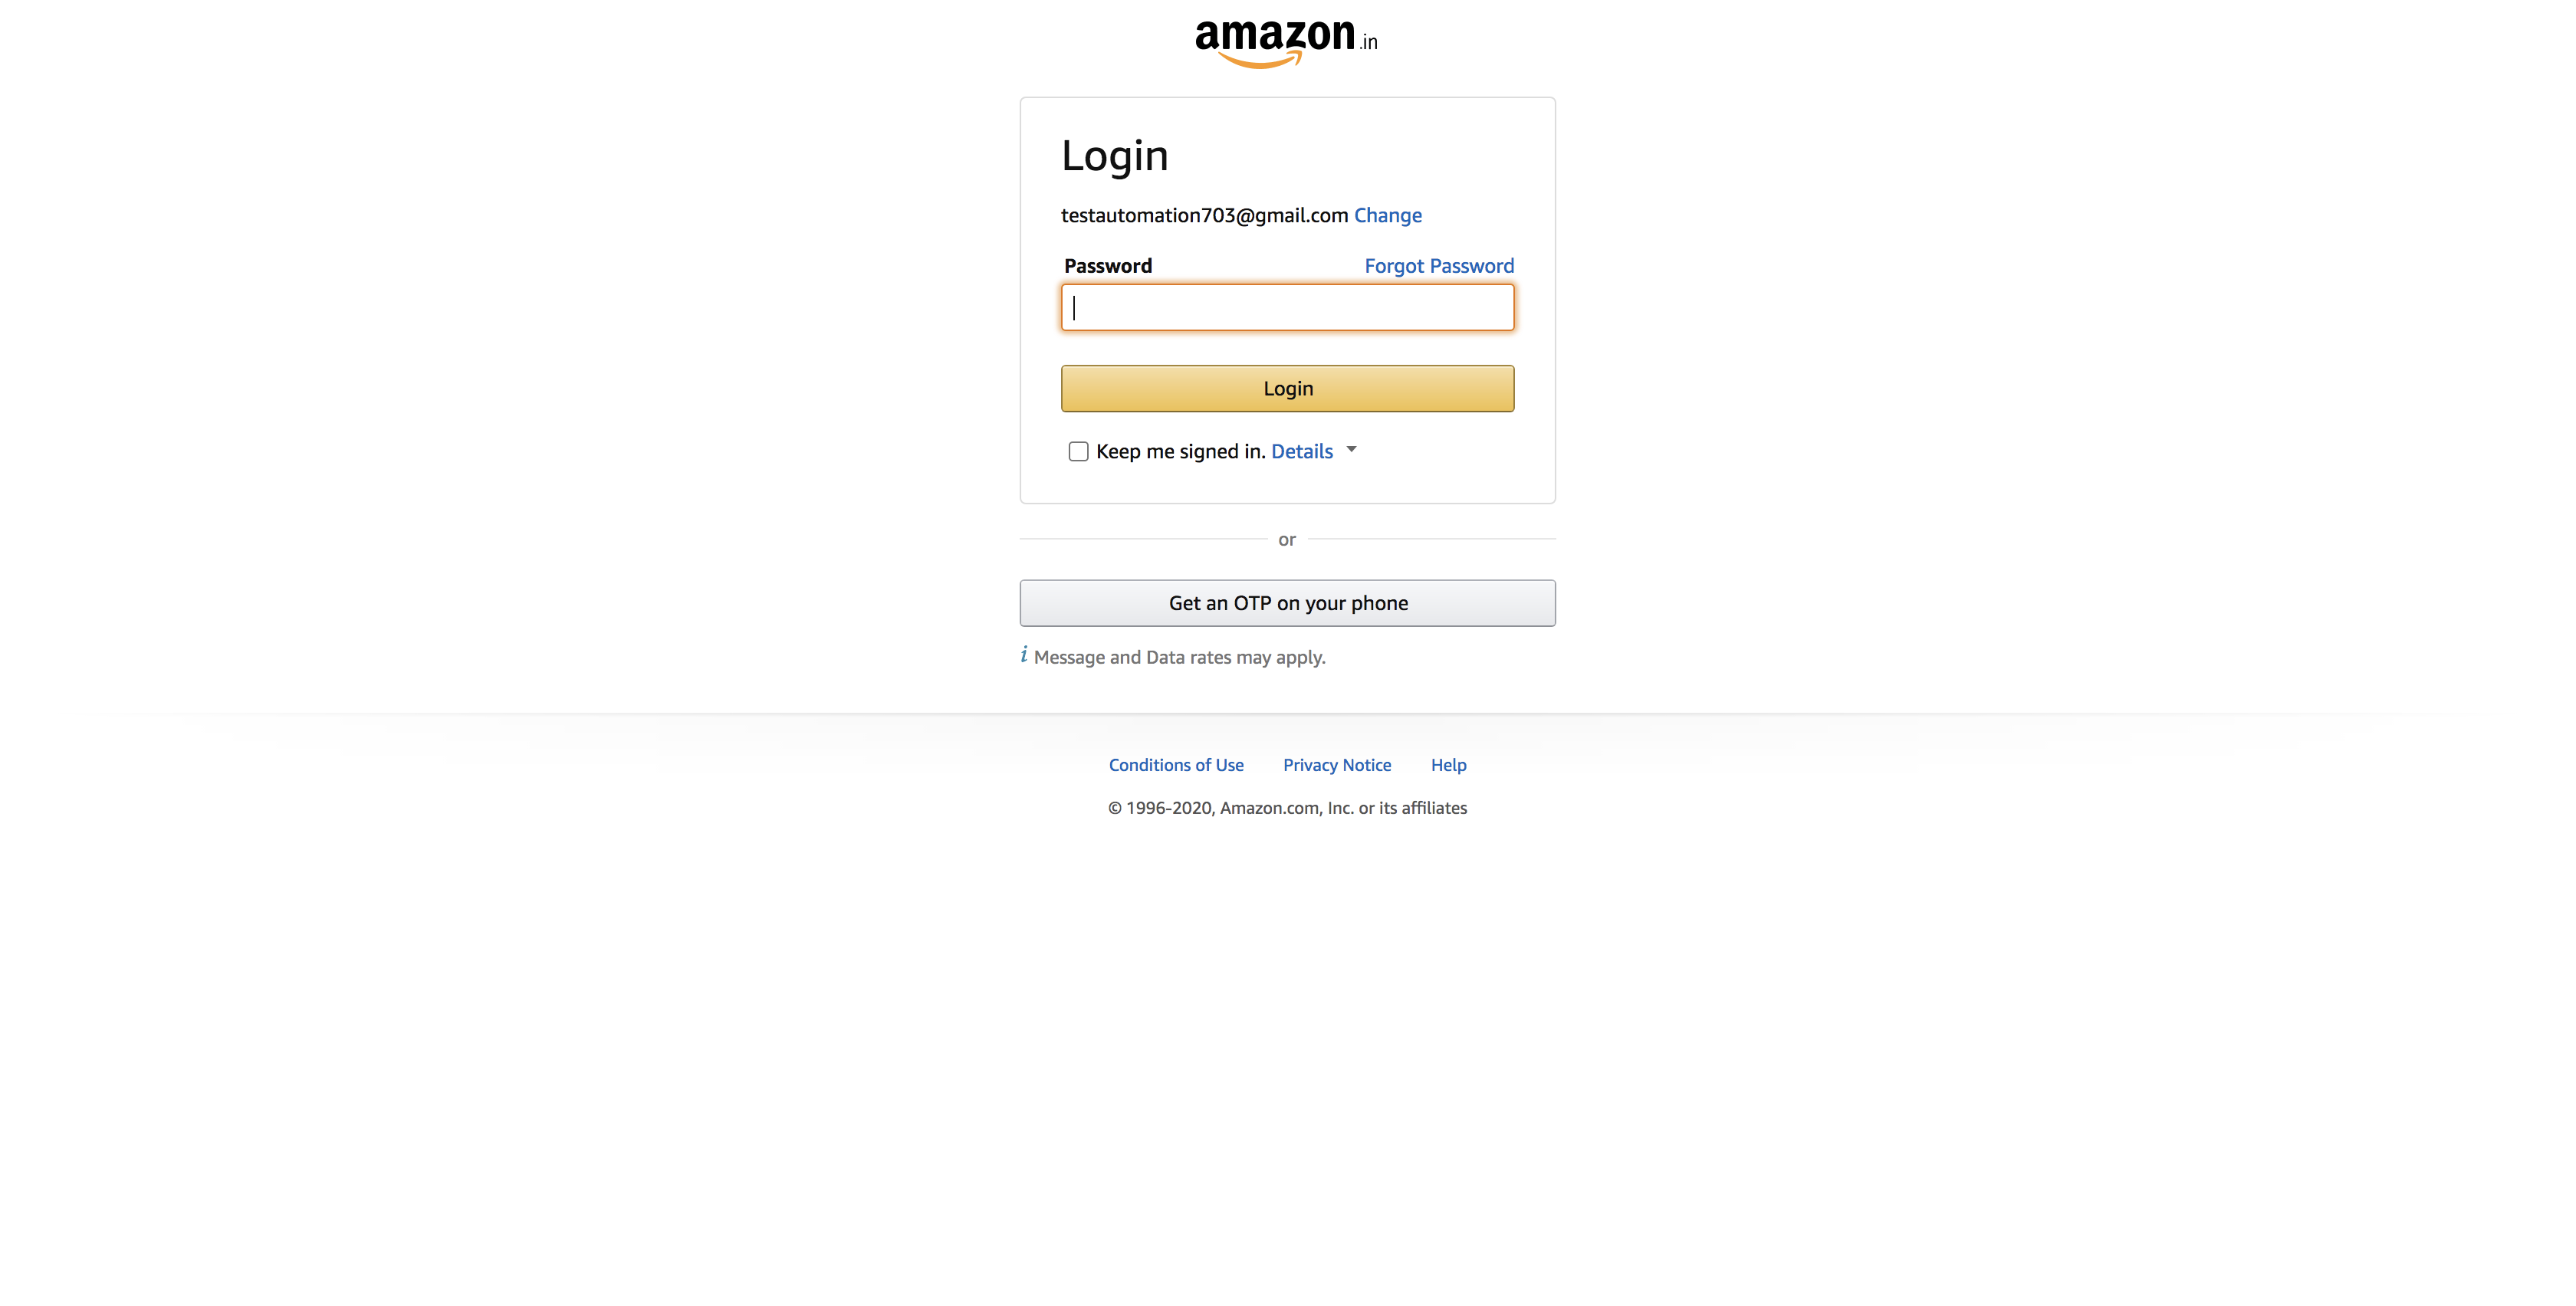 amazon.in
Login
testautomation703@gmail.com Change
Password Forgot Password
Login
Keep me signed in. Details
or
Get an OTP on your phone
i Message and Data rates may apply.
Conditions of Use Privacy Notice Help
© 1996-2020, Amazon.com, Inc. or its affiliates